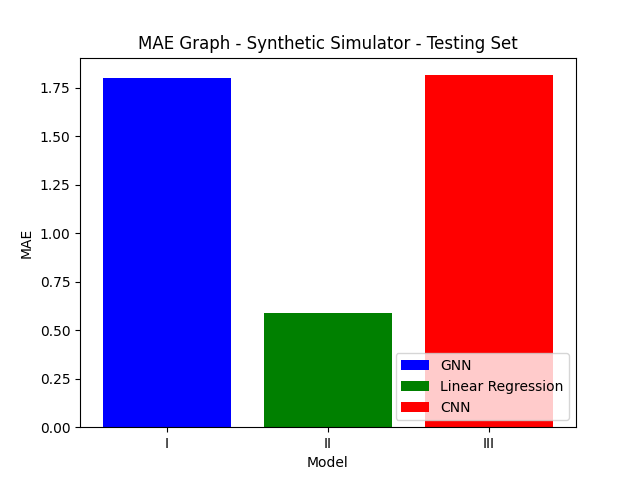 MAE Graph - Synthetic Simulator - Testing Set
MAE
1.75
1.50
1.25
1.00
0.75
0.50
0.25
0.00
GNN
Linear Regression
CNN
I
II
III
Model